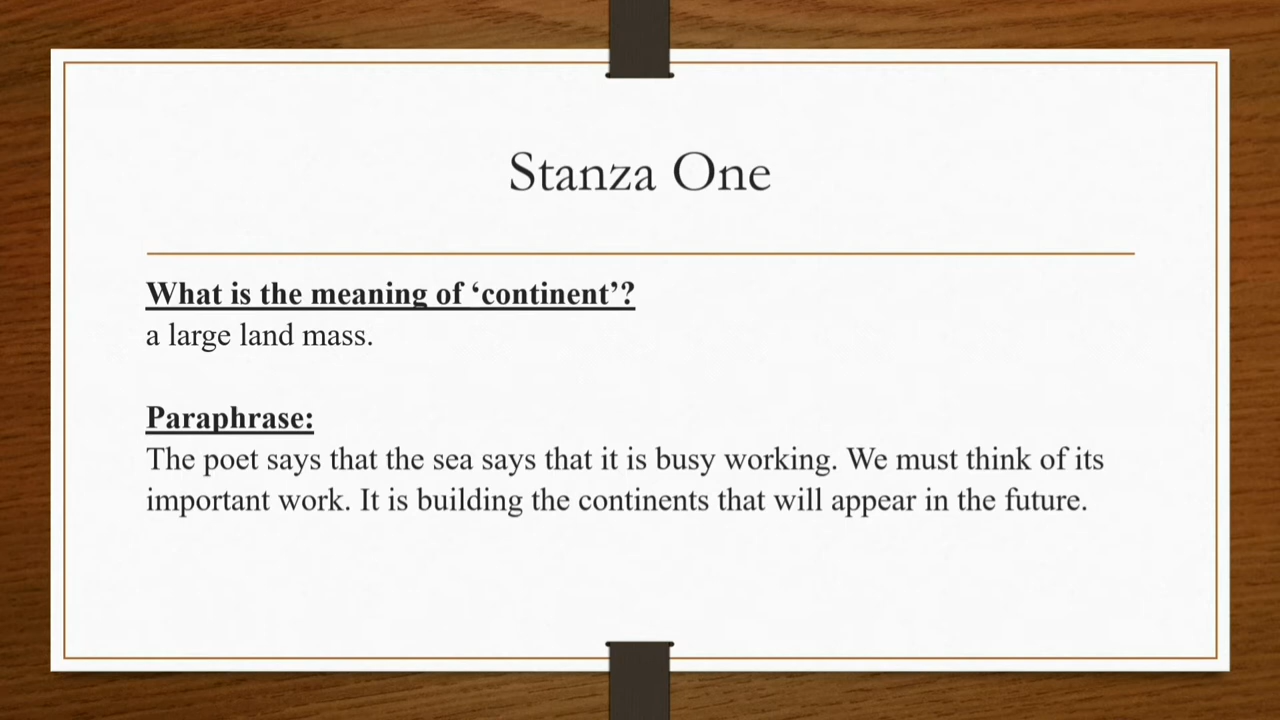 Stanza One
What is the meaning of ‘continent’?
a large land mass.
Paraphrase:
The poet says that the sea says that it is busy working. We must think of its
important work. It is building the continents that will appear in the future.